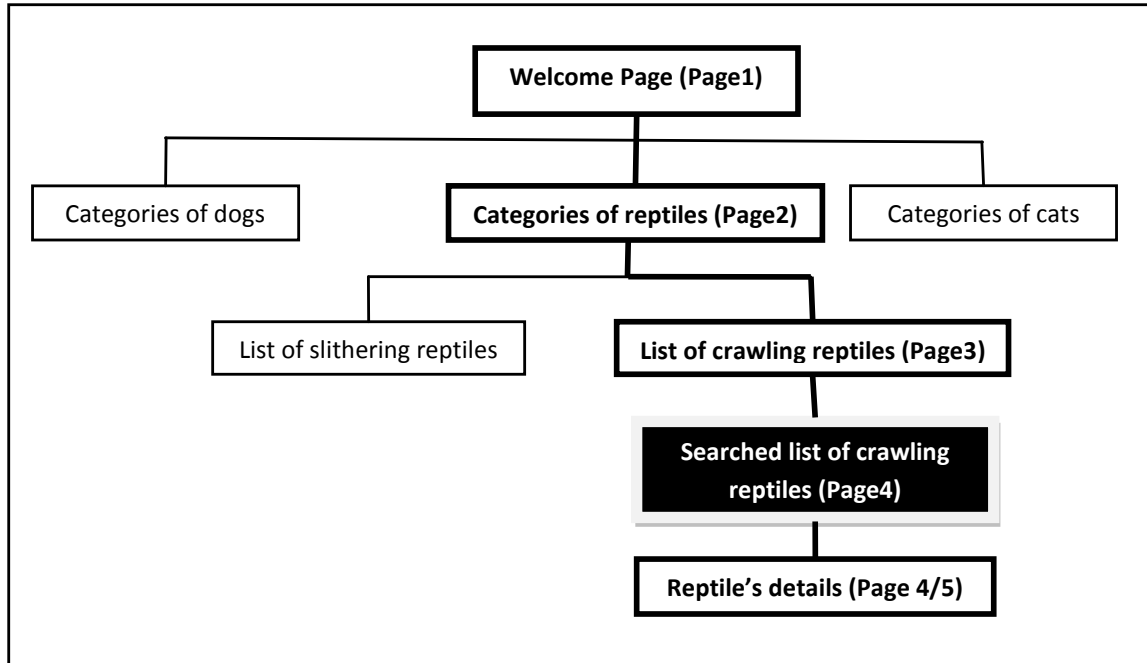 Welcome Page (Page1)
Categories of dogs
Categories of reptiles (Page2)
Categories of cats
List of slithering reptiles
List of crawling reptiles (Page3)
Searched list of crawling
reptiles (Page4)
Reptile’s details (Page 4/5)